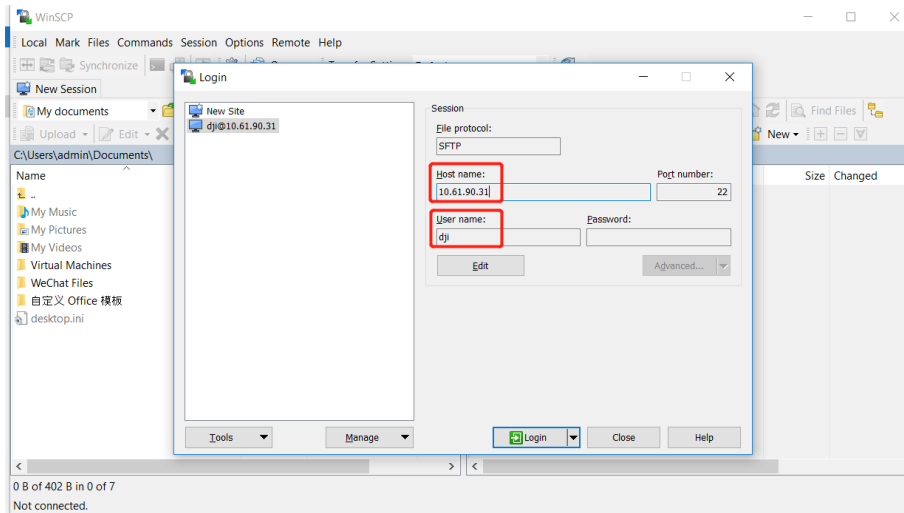 WinSCP
Local Mark Files Commands Session Options Remote Help
Synchronize
New Session
My documents
Upload Edit
Find Files
New
C:\Users\admin\Documents\
Name
Size Changed
..
My Music
My Pictures
My Videos
Virtual Machines
WeChat Files
自定义 Office 模板
desktop.ini
Login
New Site
dji@10.61.90.31
Session
File protocol:
SFTP
Host name:
Port number:
10.61.90.31
22
User name:
Password:
dji
Edit
Advanced...
Tools
Manage
Login
Close
Help
0 B of 402 B in 0 of 7
Not connected.